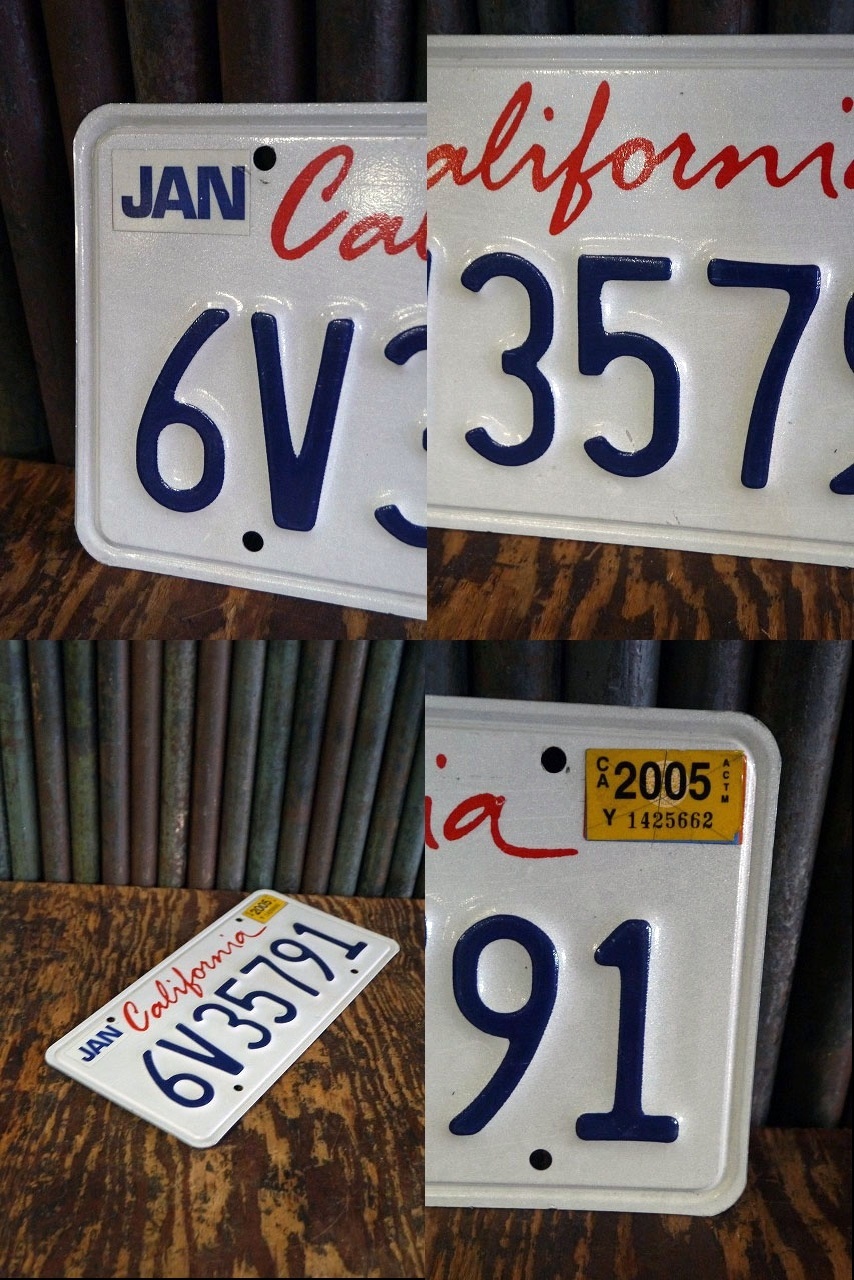 JAN
Cal
6V3
alifornia
3579
JAN California 2005
6V35791
ia
CA 2005 ACTM
Y 1425662
91